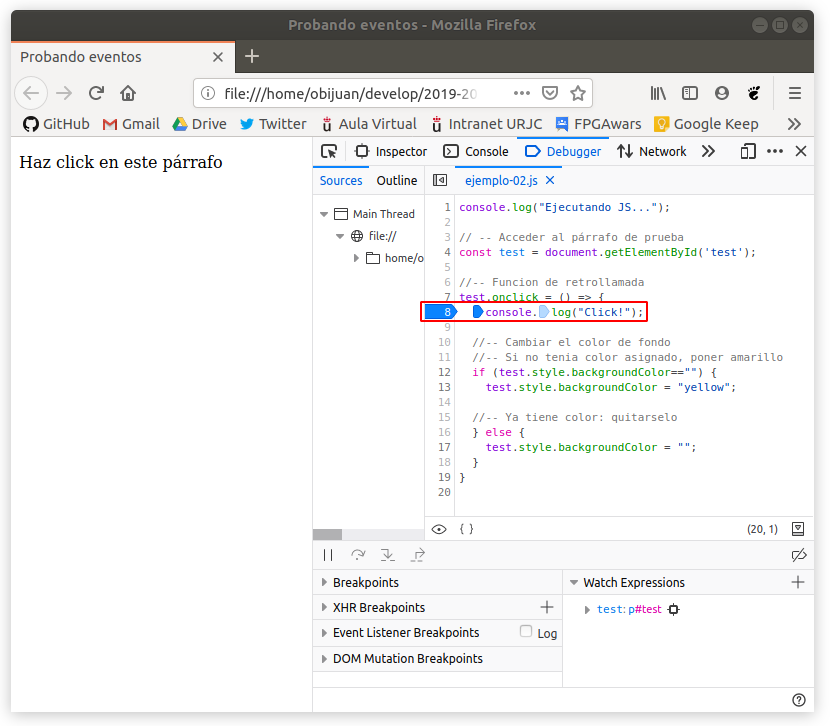 Probando eventos - Mozilla Firefox
Probando eventos
file:///home/obijuan/develop/2019-20
GitHub Gmail Drive Twitter Aula Virtual Intranet URJC FPGAwars Google Keep
Haz click en este párrafo
Inspector Console Debugger Network
Sources Outline ejemplo-02.js
Main Thread
file://
home/o
1 console.log("Ejecutando JS...");
2
3 // -- Acceder al párrafo de prueba
4 const test = document.getElementById('test');
5
6 //-- Funcion de retrollamada
7 test.onclick = () => {
8 console.log("Click!");
9
10 //-- Cambiar el color de fondo
11 //-- Si no tenia color asignado, poner amarillo
12 if (test.style.backgroundColor=="") {
13 test.style.backgroundColor = "yellow";
14
15 //-- Ya tiene color: quitarselo
16 } else {
17 test.style.backgroundColor = "";
18 }
19 }
20
{ } (20, 1)
Breakpoints
XHR Breakpoints
Event Listener Breakpoints Log
DOM Mutation Breakpoints
Watch Expressions
test: p#test